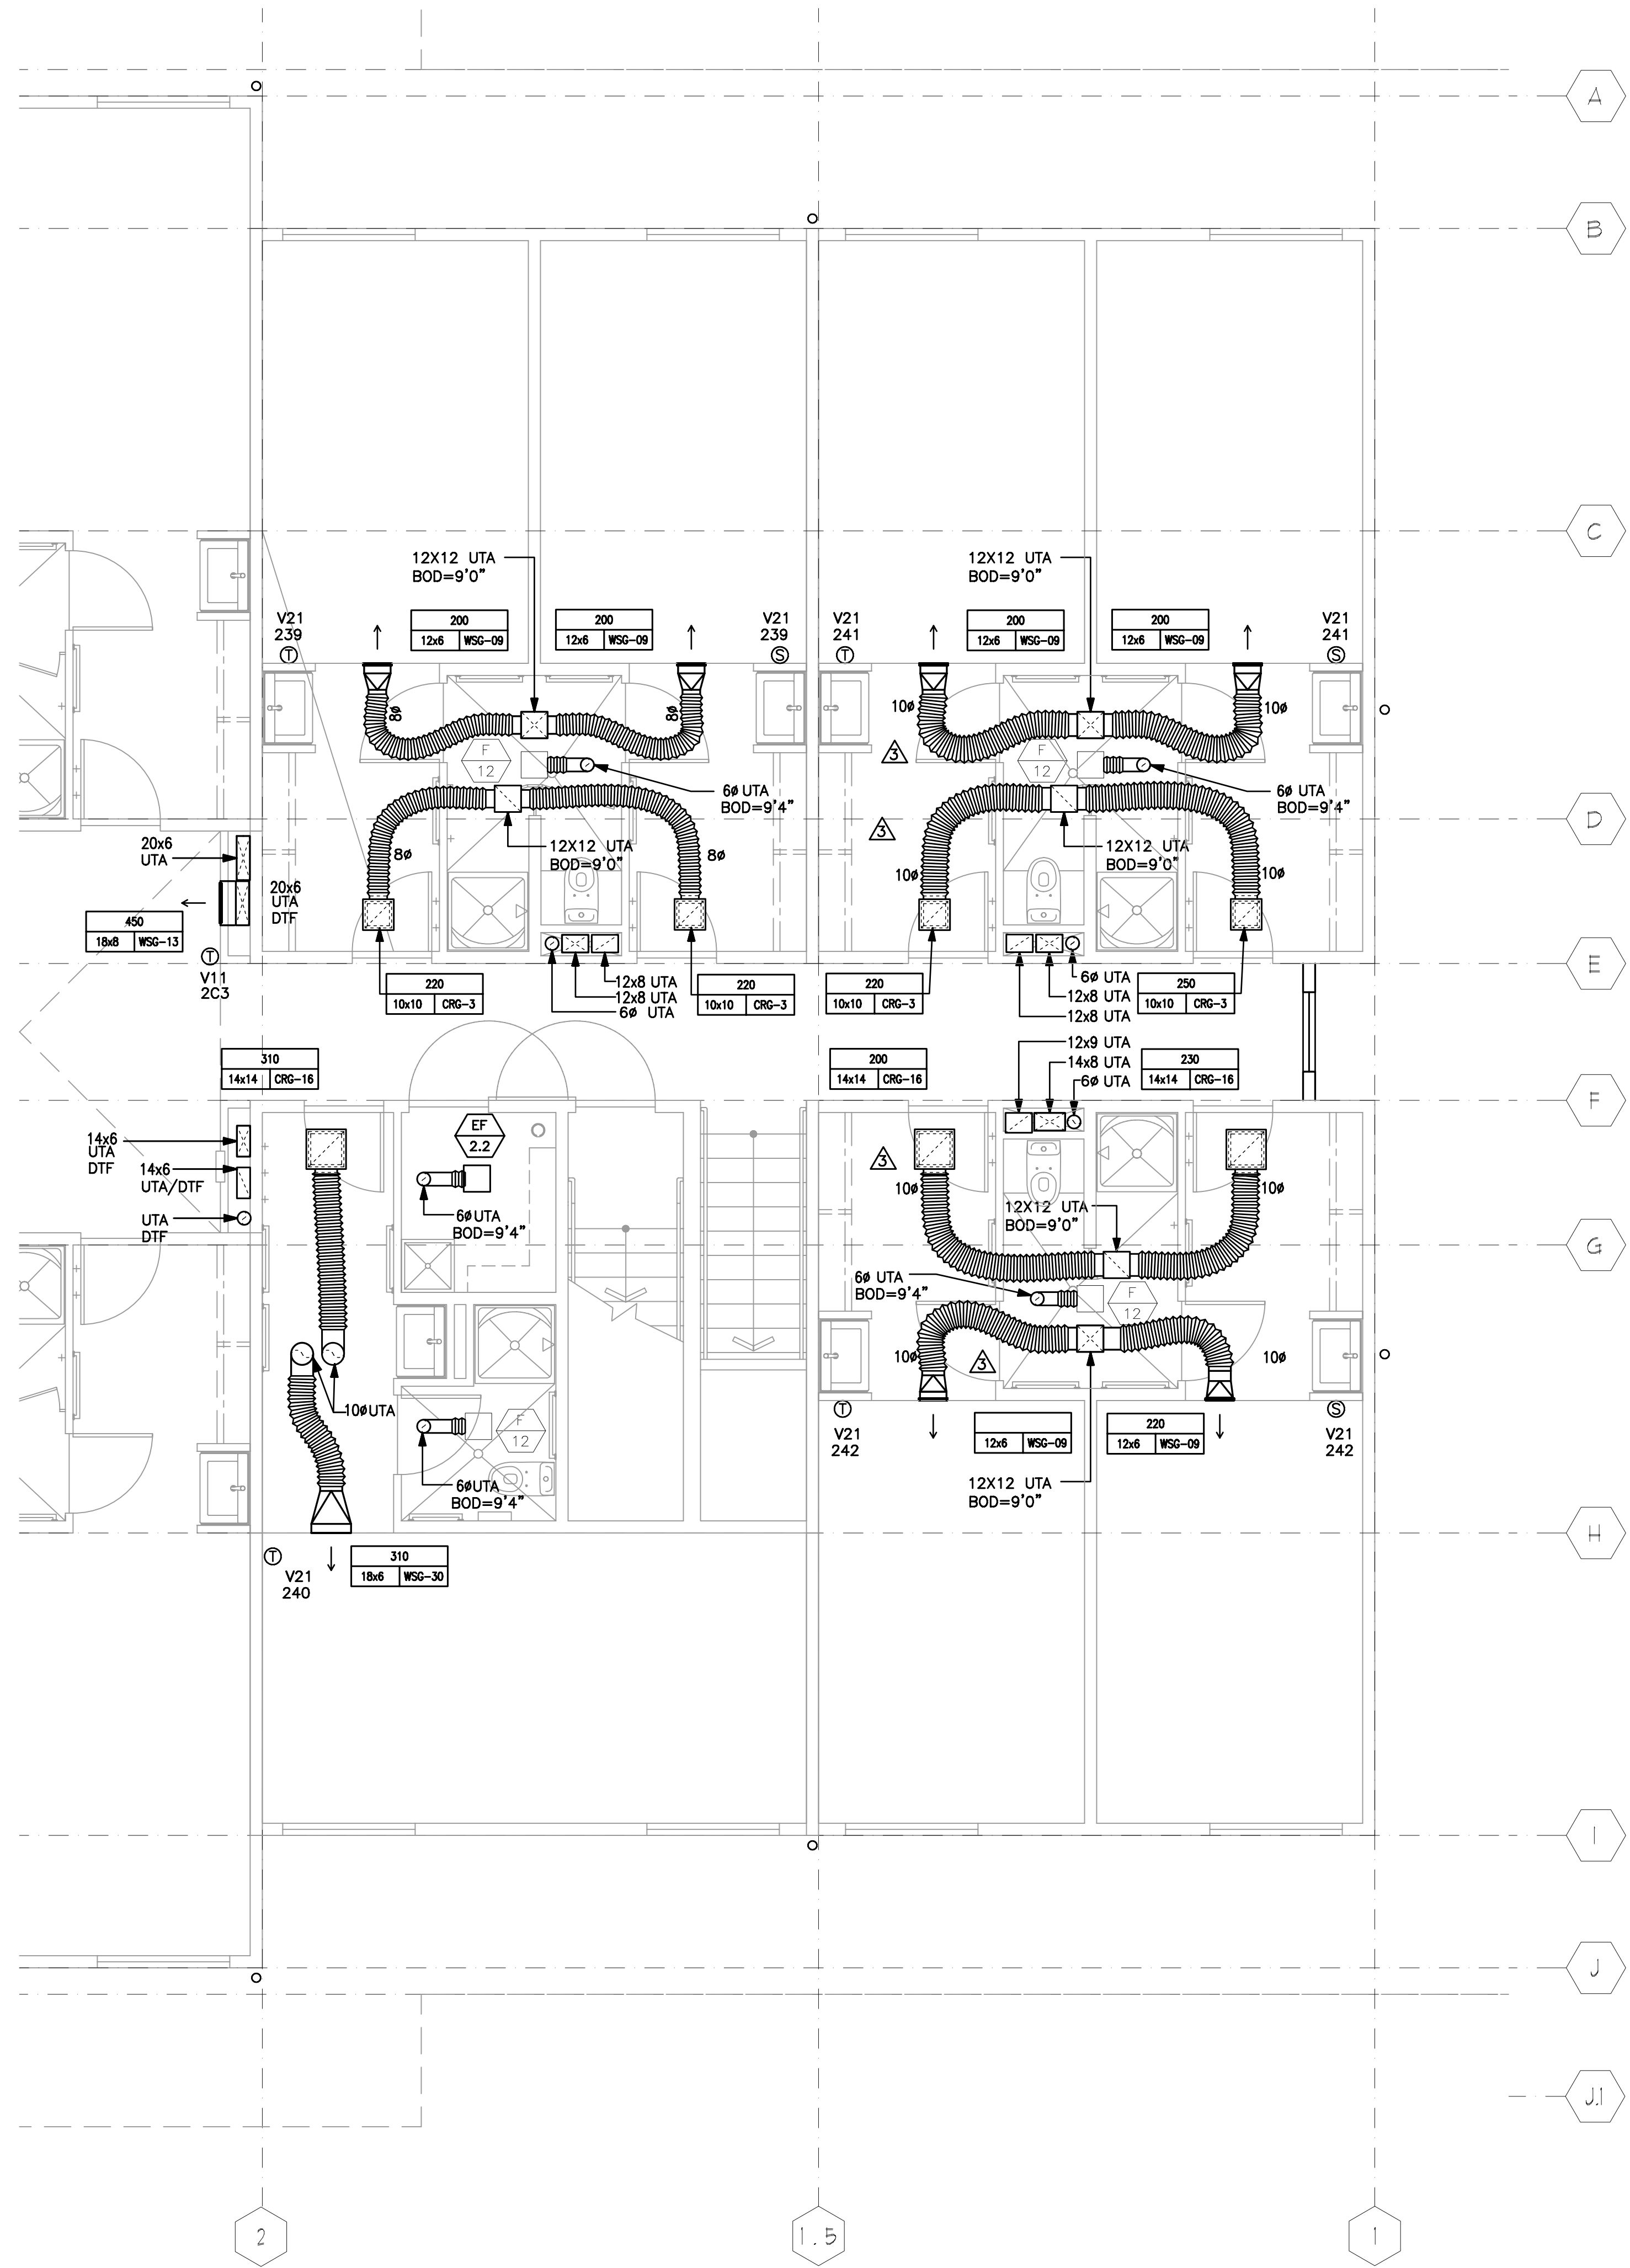 A
B
C
12X12 UTA
BOD=9'0"
12X12 UTA
BOD=9'0"
V21
239
T
200
12x6 WSG-09
200
12x6 WSG-09
V21
239
S
V21
241
T
200
12x6 WSG-09
200
12x6 WSG-09
V21
241
S
8ø
8ø
10ø
10ø
F
12
3
F
12
6ø UTA
BOD=9'4"
6ø UTA
BOD=9'4"
D
3
20x6
UTA
12X12 UTA
BOD=9'0"
8ø
8ø
12X12 UTA
BOD=9'0"
10ø
10ø
20x6
UTA
DTF
450
18x8 WSG-13
T
V11
2C3
E
220
10x10 CRG-3
12x8 UTA
12x8 UTA
6ø UTA
220
10x10 CRG-3
220
10x10 CRG-3
6ø UTA
12x8 UTA
12x8 UTA
250
10x10 CRG-3
310
14x14 CRG-16
200
14x14 CRG-16
12x9 UTA
14x8 UTA
6ø UTA
230
14x14 CRG-16
F
14x6
UTA
DTF
14x6
UTA/DTF
UTA
DTF
EF
2.2
6ø UTA
BOD=9'4"
3
10ø
10ø
12X12 UTA
BOD=9'0"
G
6ø UTA
BOD=9'4"
F
12
10ø
3
10ø
10ø UTA
F
12
6ø UTA
BOD=9'4"
T
V21
242
12x6 WSG-09
220
12x6 WSG-09
S
V21
242
12X12 UTA
BOD=9'0"
H
T
V21
240
310
18x6 WSG-30
I
J
J.1
2
1.5
1